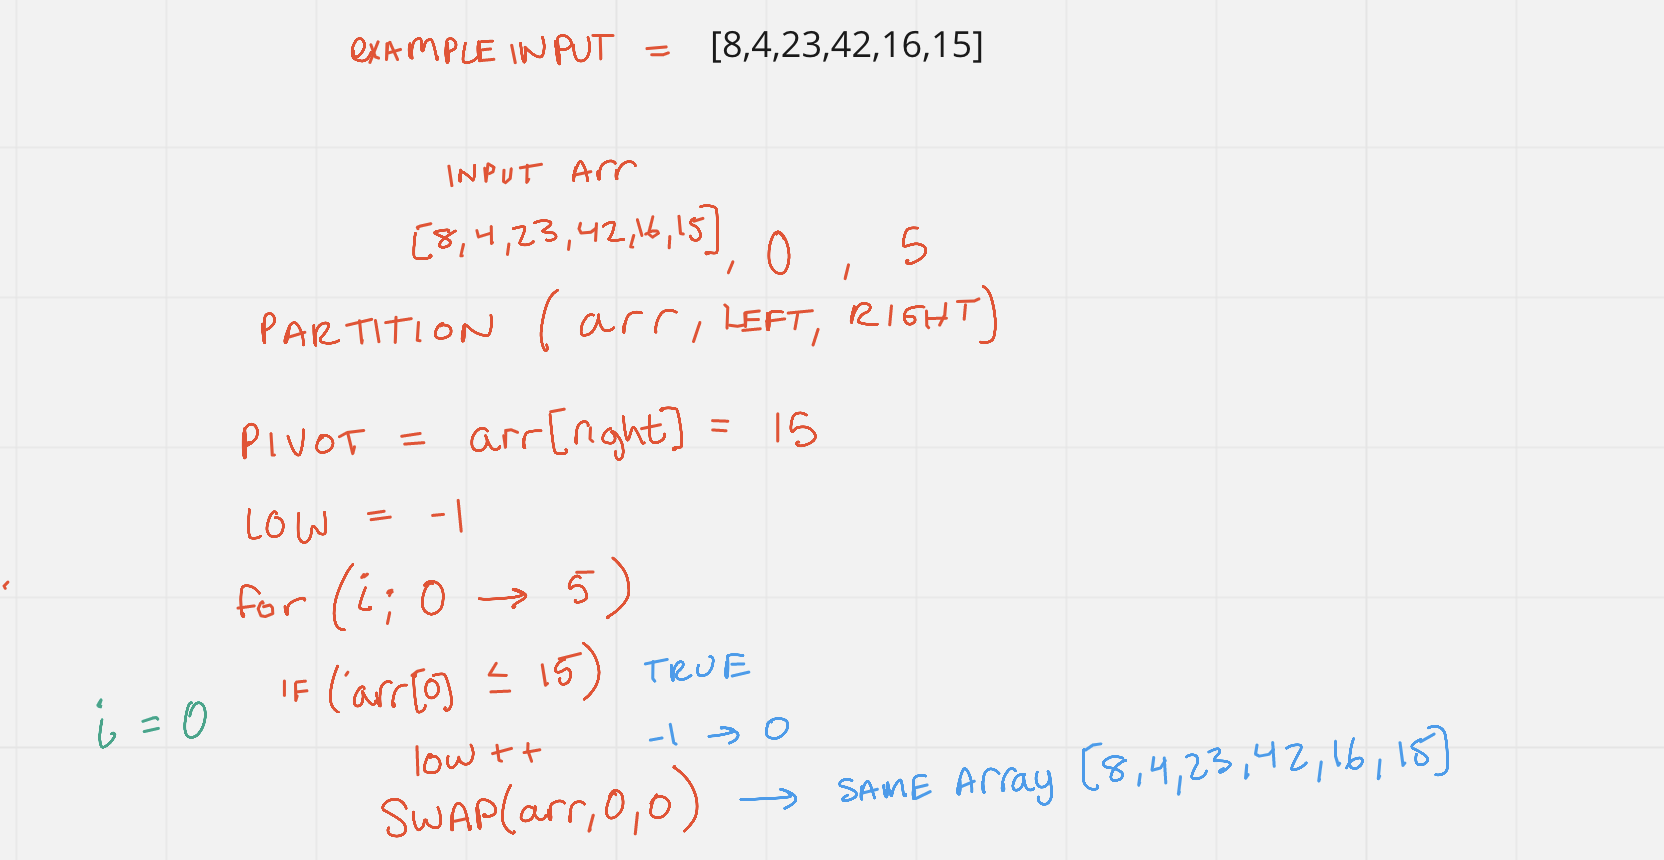 EXAMPLE INPUT = [8,4,23,42,16,15]
INPUT Arr
[8,4,23,42,16,15], 0 , 5
PARTITION (arr, LEFT, RIGHT)
PIVOT = arr[right] = 15
LOW = -1
for (i; 0 → 5)
IF (arr[0] ≤ 15) TRUE
i = 0
low ++ -1 → 0
SWAP(arr,0,0) → SAME Array [8,4,23,42,16,15]